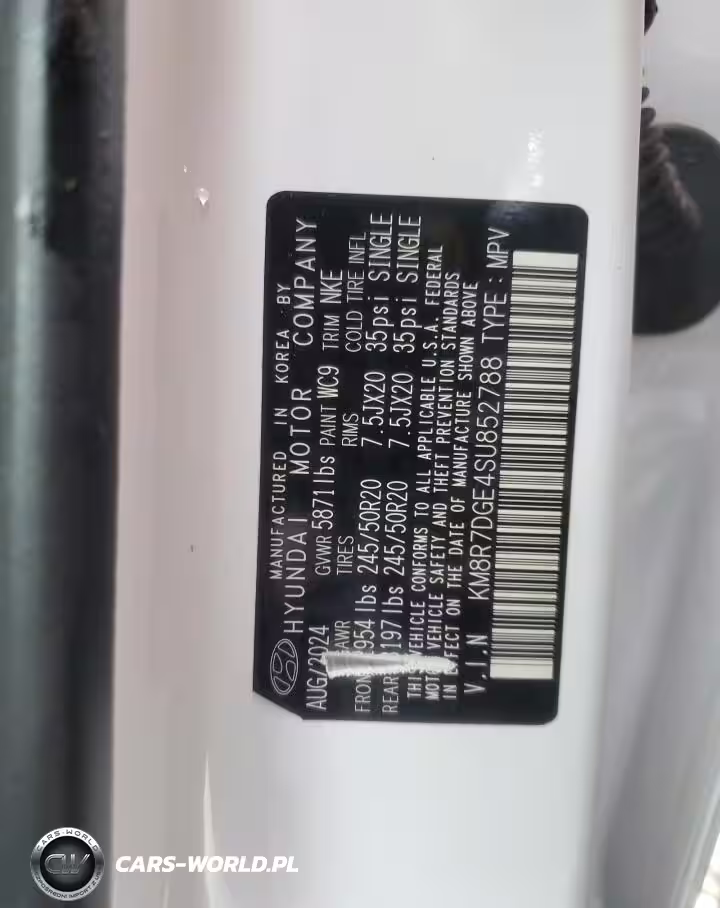 MANUFACTURED IN KOREA BY
HYUNDAI MOTOR COMPANY
AUG/2024 GVWR 5871lbs PAINT WC9 TRIM NKE
TIRES RIMS COLD TIRE INFL
954 lbs 245/50R20 7.5JX20 35psi SINGLE
REAR 197 lbs 245/50R20 7.5JX20 35psi SINGLE
VEHICLE CONFORMS TO ALL APPLICABLE U.S.A. FEDERAL
VEHICLE SAFETY AND THEFT PREVENTION STANDARDS
IN EFFECT ON THE DATE OF MANUFACTURE SHOWN ABOVE
V.I.N KM8R7DGE4SU852788 TYPE : MPV
CARS-WORLD
CW
CARS-WORLD.PL